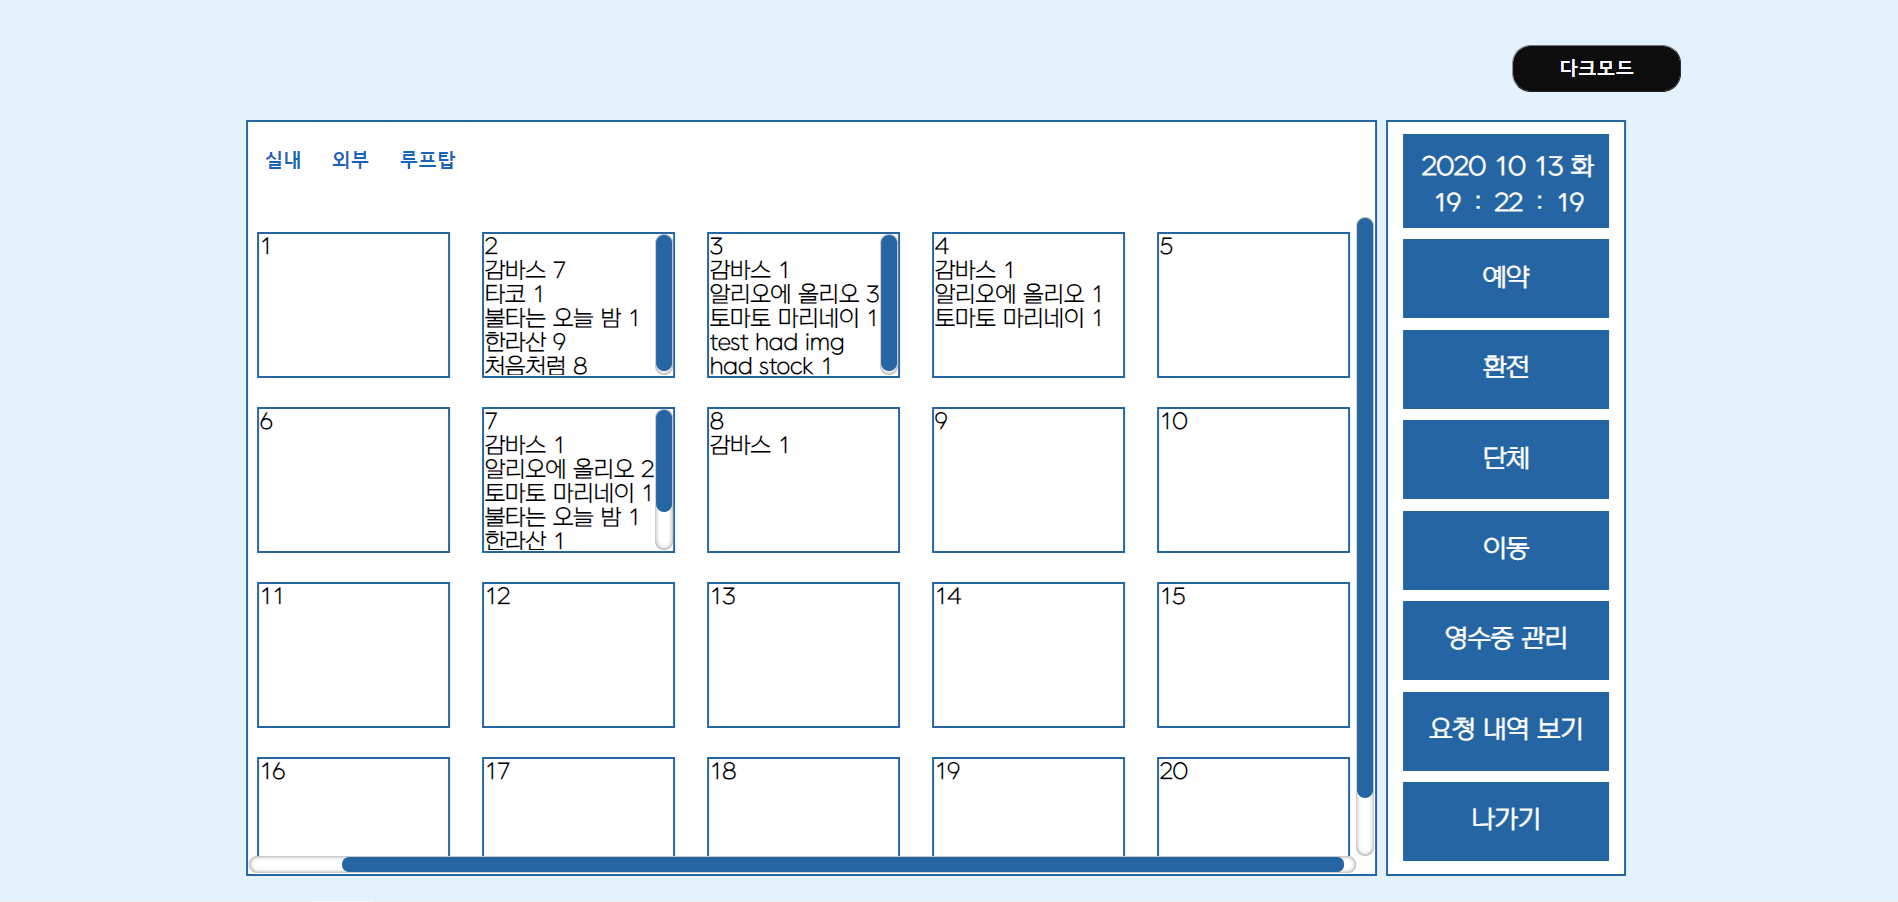 다크모드
실내 외부 루프탑
1
2
감바스 7
타코 1
불타는 오늘 밤 1
한라산 9
처음처럼 8
3
감바스 1
알리오에 올리오 3
토마토 마리네이 1
test had img
had stock 1
4
감바스 1
알리오에 올리오 1
토마토 마리네이 1
5
6
7
감바스 1
알리오에 올리오 2
토마토 마리네이 1
불타는 오늘 밤 1
한라산 1
8
감바스 1
9
10
11
12
13
14
15
16
17
18
19
20
2020 10 13 화
19 : 22 : 19
예약
환전
단체
이동
영수증 관리
요청 내역 보기
나가기